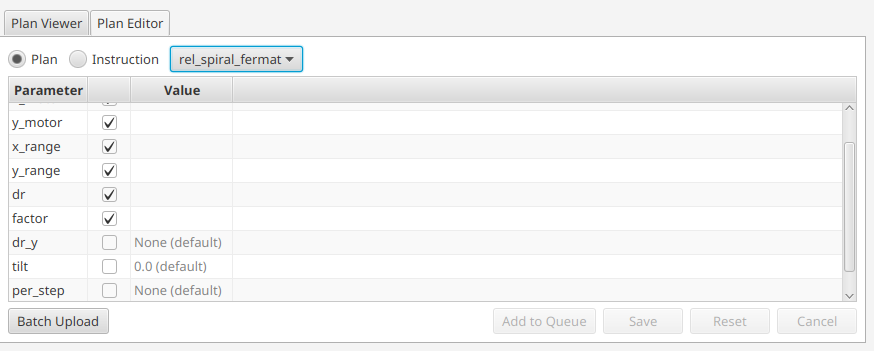 Plan Viewer Plan Editor
Plan Instruction rel_spiral_fermat
Parameter Value
y_motor
x_range
y_range
dr
factor
dr_y None (default)
tilt 0.0 (default)
per_step None (default)
Batch Upload Add to Queue Save Reset Cancel